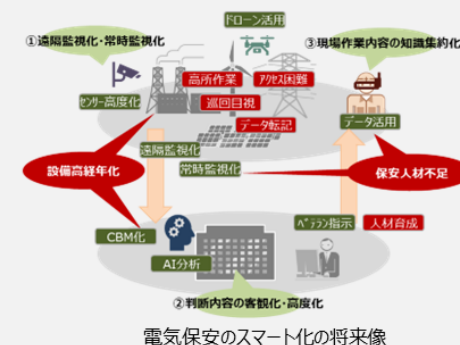 ドローン活用
①遠隔監視化・常時監視化
③現場作業内容の知識集約化
高所作業
アクセス困難
センサー高度化
巡回目視
データ転記
データ活用
遠隔監視化
設備高経年化
常時監視化
保安人材不足
CBM化
ベテラン指示
人材育成
AI分析
②判断内容の客観化・高度化
電気保安のスマート化の将来像